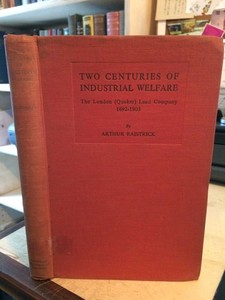 TWO CENTURIES OF
INDUSTRIAL WELFARE
The London (Quaker) Lead Company
1692-1905
by
ARTHUR RAISTRICK